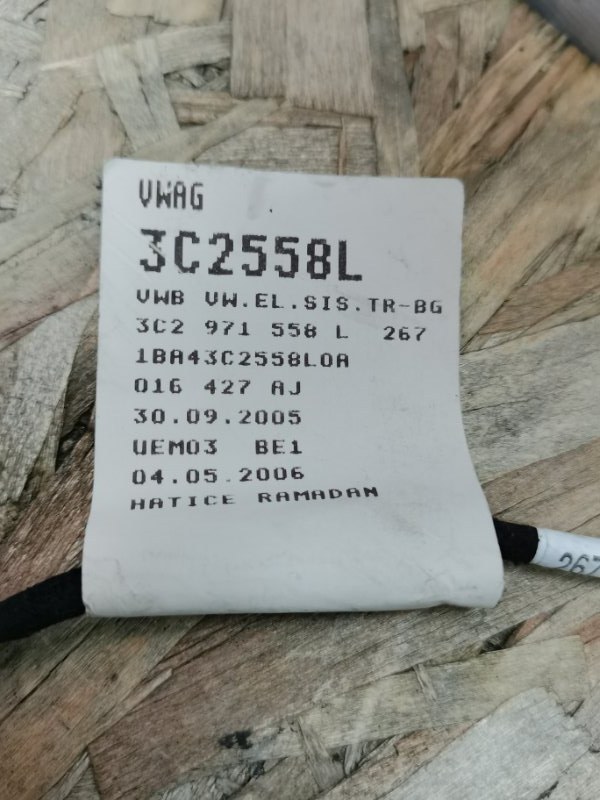 VWAG
3C2558L
VWB VW.EL.SIS.TR-BG
3C2 971 558 L 267
1BA43C2558L0A
016 427 AJ
30.09.2005
UEM03 BE1
04.05.2006
HATICE RAMADAN
267